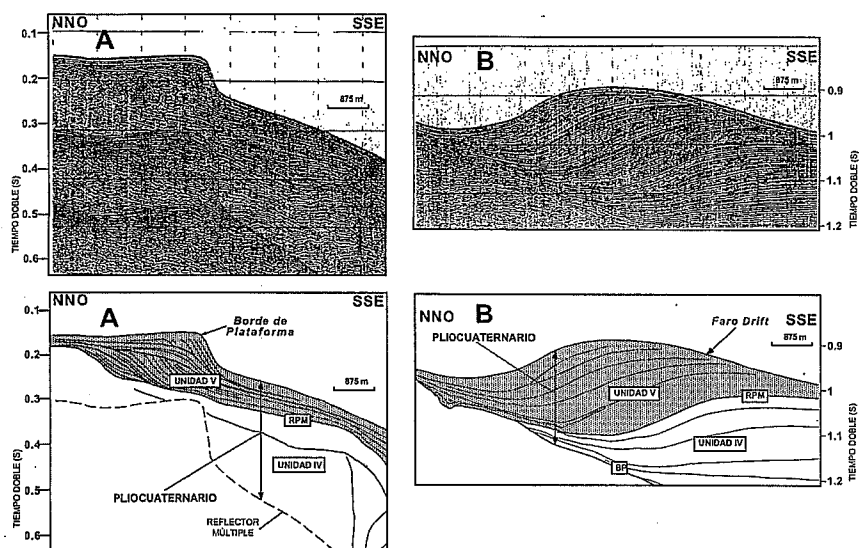 NNO SSE
A
0.1
0.2
0.3
0.4
0.5
0.6
875 m
TIEMPO DOBLE (S)
NNO SSE
B
875 m
0.9
1
1.1
1.2
TIEMPO DOBLE (S)
NNO SSE
A
0.1
0.2
0.3
0.4
0.5
0.6
Borde de
Plataforma
UNIDAD V
875 m
RPM
UNIDAD IV
PLIOCUATERNARIO
REFLECTOR
MÚLTIPLE
TIEMPO DOBLE (S)
NNO SSE
B
Faro Drift
PLIOCUATERNARIO
875 m
UNIDAD V
RPM
UNIDAD IV
BP
0.9
1
1.1
1.2
TIEMPO DOBLE (S)